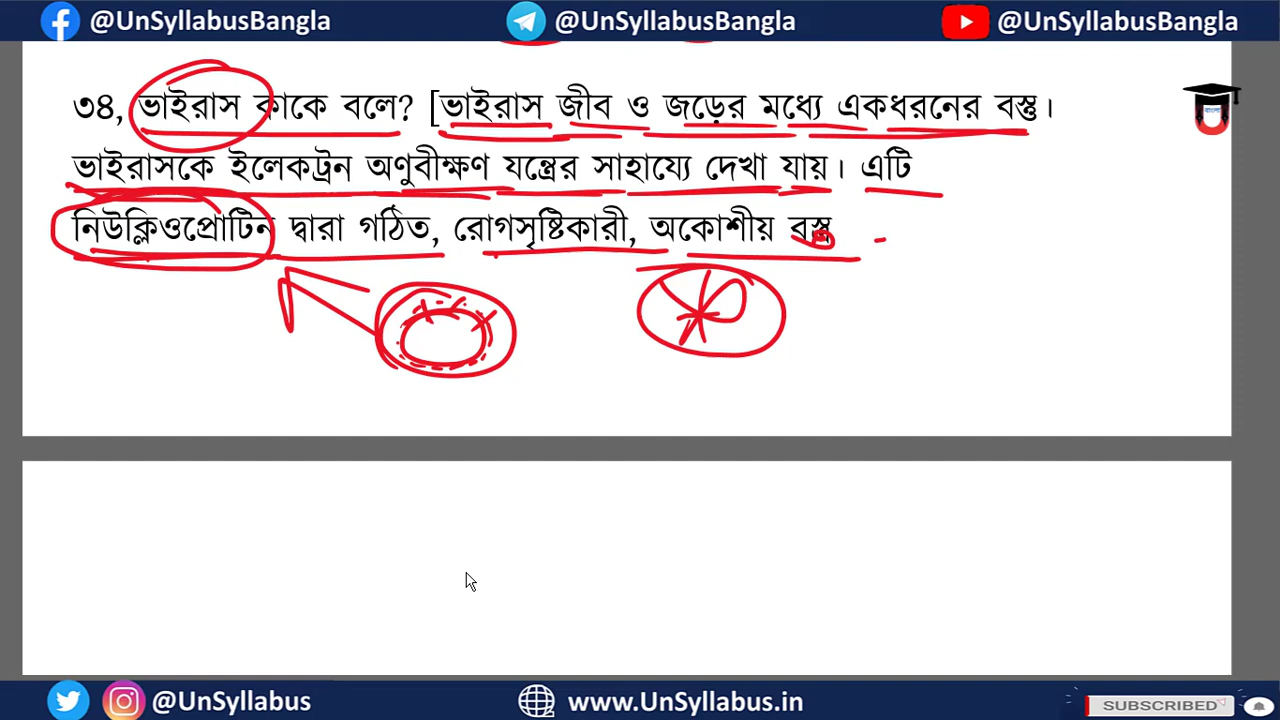 @UnSyllabusBangla @UnSyllabusBangla @UnSyllabusBangla
৩৪, ভাইরাস কাকে বলে? [ভাইরাস জীব ও জড়ের মধ্যে একধরনের বস্তু।
ভাইরাসকে ইলেকট্রন অণুবীক্ষণ যন্ত্রের সাহায্যে দেখা যায়। এটি
নিউক্লিওপ্রোটিন দ্বারা গঠিত, রোগসৃষ্টিকারী, অকোশীয় বস্তু
@UnSyllabus www.UnSyllabus.in SUBSCRIBED